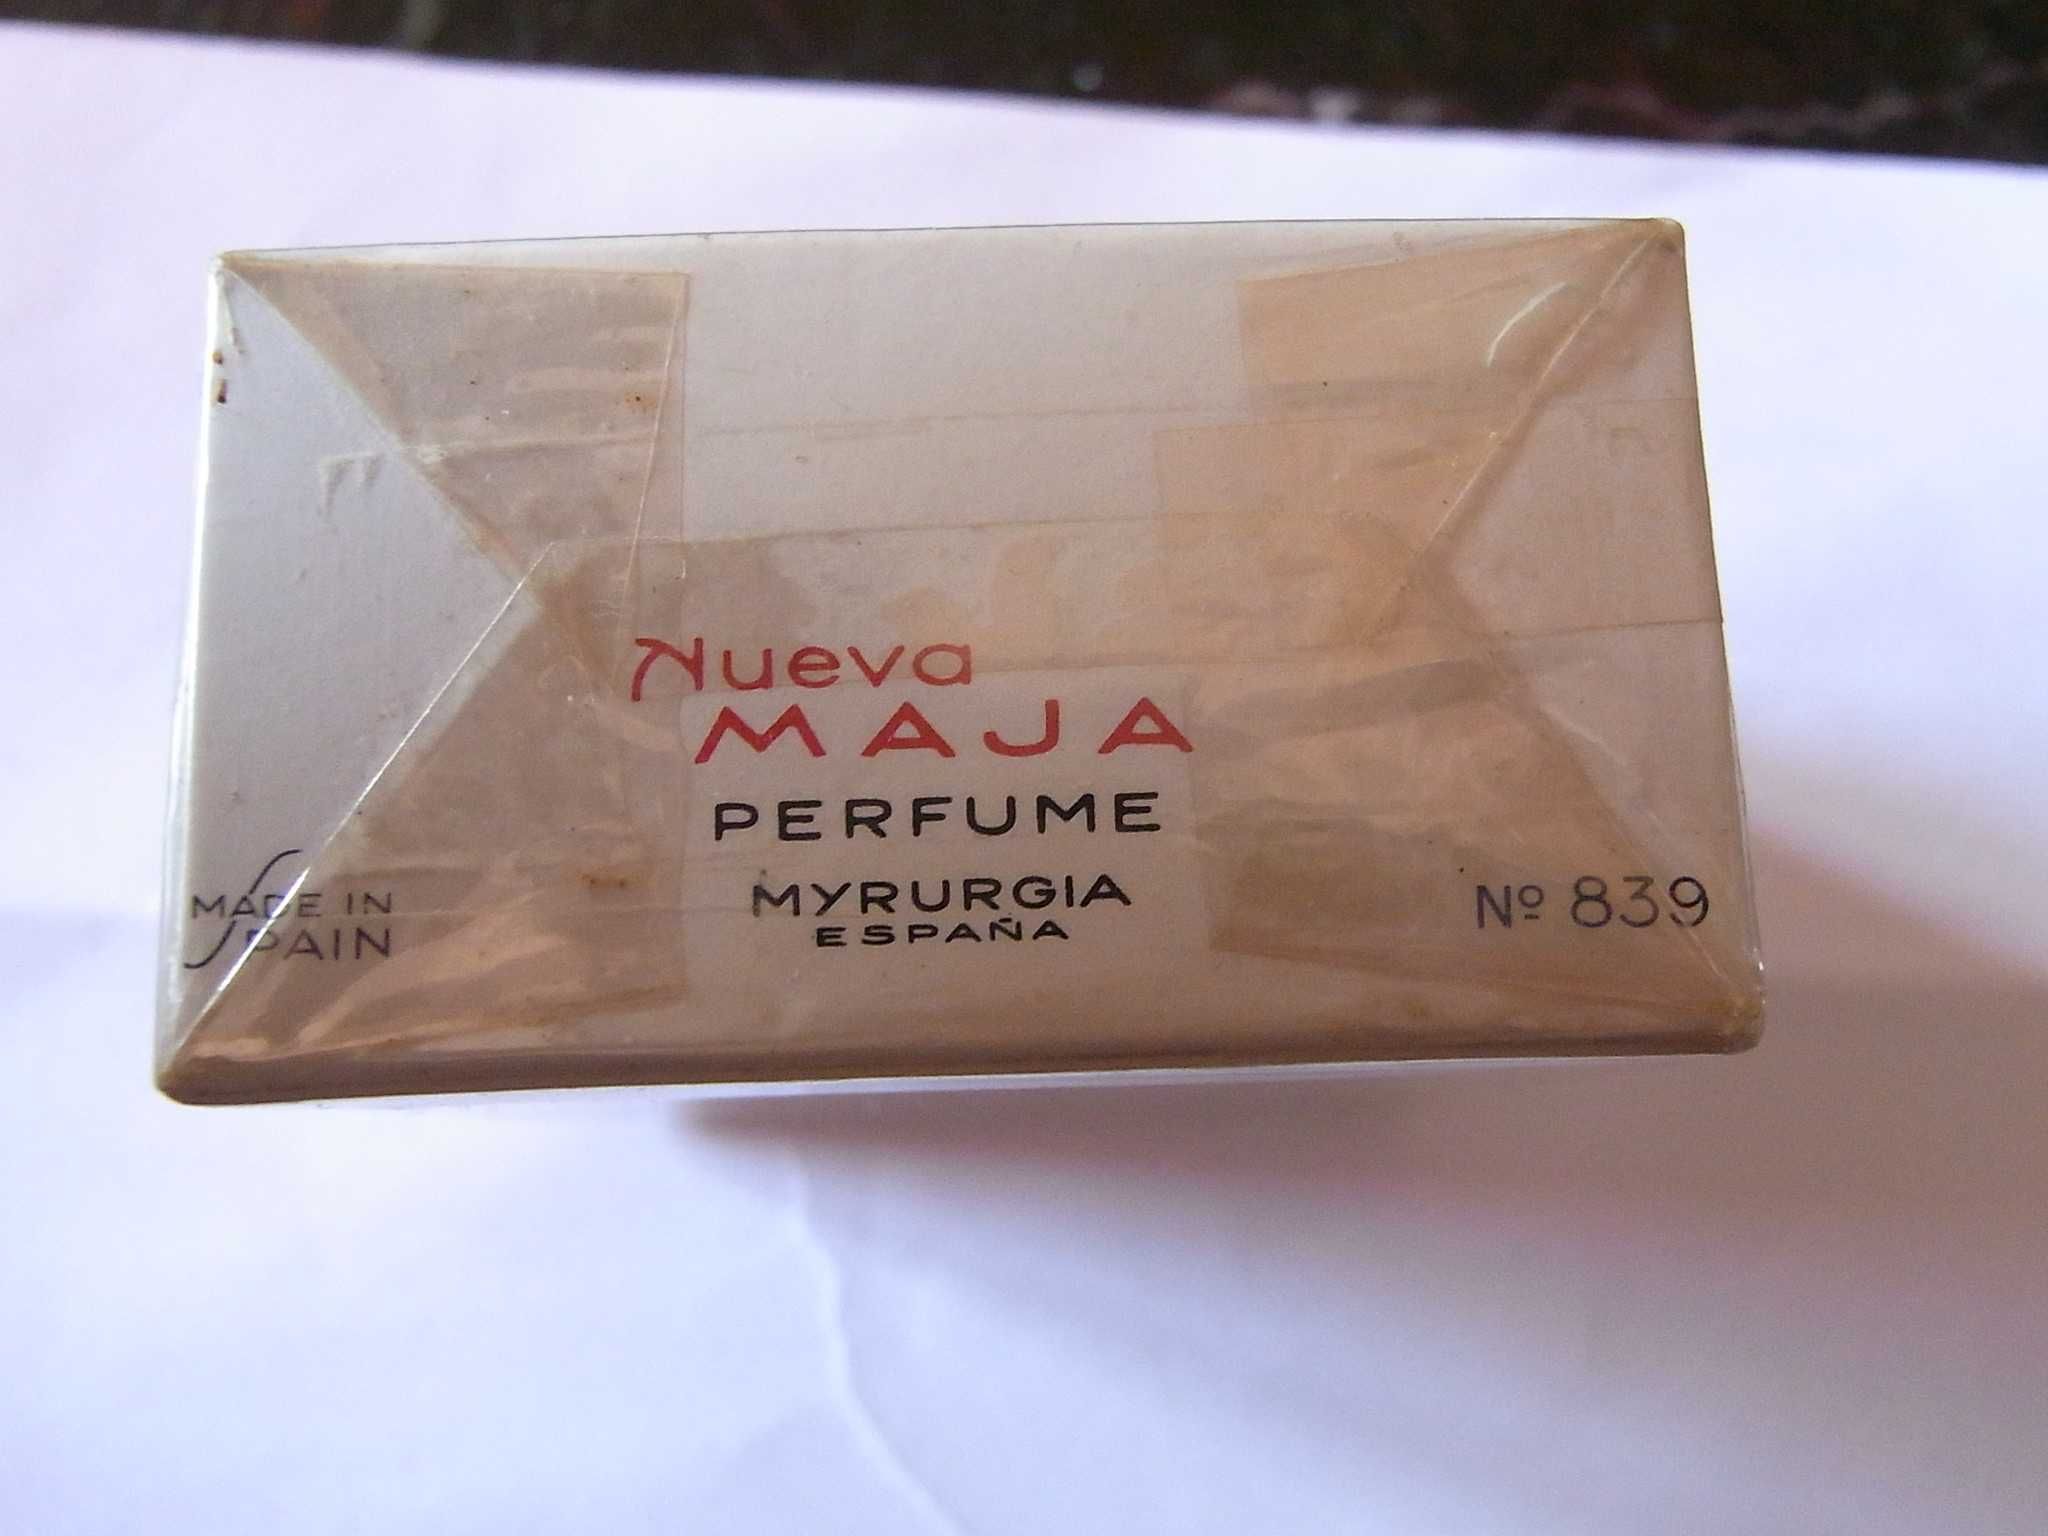 Nueva
MAJA
PERFUME
MYRURGIA
ESPAÑA
MADE IN
SPAIN
Nº 839